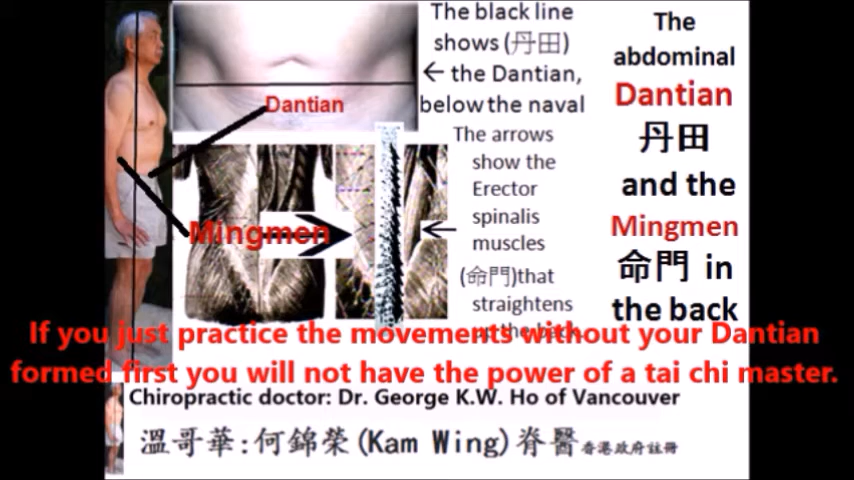 The black line
shows (丹田)
← the Dantian,
below the naval
Dantian
The arrows
show the
Erector
spinalis
muscles
(命門)that
straightens
up the back.
Mingmen
The
abdominal
Dantian
丹田
and the
Mingmen
命門 in
the back
If you just practice the movements without your Dantian
formed first you will not have the power of a tai chi master.
Chiropractic doctor: Dr. George K.W. Ho of Vancouver
溫哥華:何錦榮(Kam Wing)脊醫香港政府註冊